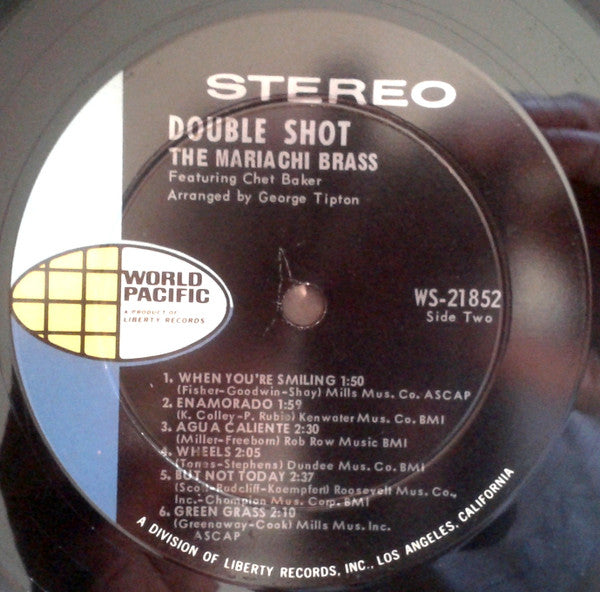 STEREO
DOUBLE SHOT
THE MARIACHI BRASS
Featuring Chet Baker
Arranged by George Tipton
WORLD
PACIFIC
A PRODUCT OF
LIBERTY RECORDS
WS-21852
Side Two
1. WHEN YOU'RE SMILING 1:50
(Fisher-Goodwin-Shay) Mills Mus. Co. ASCAP
2. ENAMORADO 1:59
(K. Colley-P. Rubio) Kenwater Mus. Co. BMI
3. AGUA CALIENTE 2:30
(Miller-Freeborn) Rob Row Music BMI
4. WHEELS 2:05
(Torres-Stephens) Dundee Mus. Co. BMI
5. BUT NOT TODAY 2:37
(Scott-Rudcliff-Kaempfert) Roosevelt Mus. Co.,
Inc.-Champion Mus. Corp. BMI
6. GREEN GRASS 2:10
(Greenaway-Cook) Mills Mus. Inc.
ASCAP
A DIVISION OF LIBERTY RECORDS, INC., LOS ANGELES, CALIFORNIA